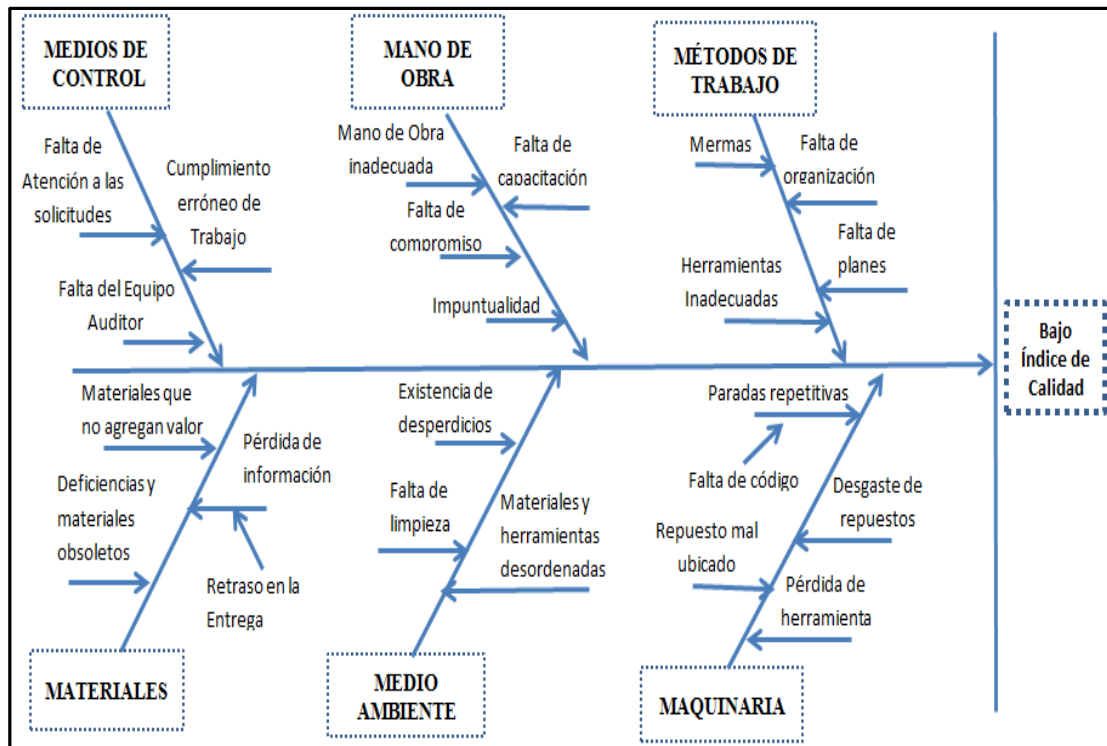 MEDIOS DE
CONTROL
MANO DE
OBRA
MÉTODOS DE
TRABAJO
Falta de
Atención a las
solicitudes
Cumplimiento
erróneo de
Trabajo
Falta del Equipo
Auditor
Mano de Obra
inadecuada
Falta de
capacitación
Falta de
compromiso
Impuntualidad
Mermas
Falta de
organización
Falta de
planes
Herramientas
Inadecuadas
Bajo
Índice de
Calidad
Materiales que
no agregan valor
Pérdida de
información
Deficiencias y
materiales
obsoletos
Retraso en la
Entrega
Existencia de
desperdicios
Falta de
limpieza
Materiales y
herramientas
desordenadas
Paradas repetitivas
Falta de código
Desgaste de
repuestos
Repuesto mal
ubicado
Pérdida de
herramienta
MATERIALES
MEDIO
AMBIENTE
MAQUINARIA